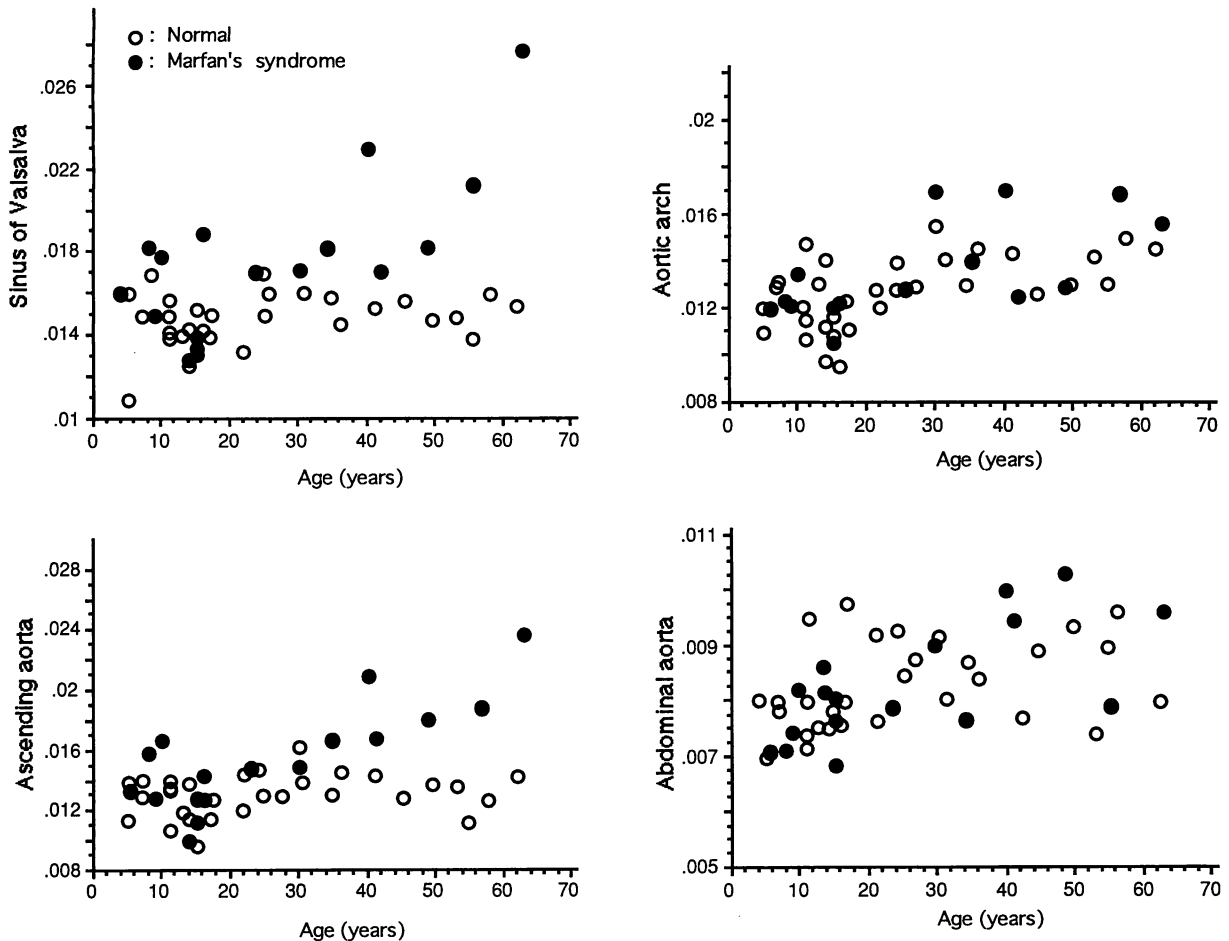 : Normal
: Marfan's syndrome
Sinus of Valsalva
.026
.022
.018
.014
.01
0 10 20 30 40 50 60 70
Age (years)
Aortic arch
.02
.016
.012
.008
0 10 20 30 40 50 60 70
Age (years)
Ascending aorta
.028
.024
.02
.016
.012
.008
0 10 20 30 40 50 60 70
Age (years)
Abdominal aorta
.011
.009
.007
.005
0 10 20 30 40 50 60 70
Age (years)